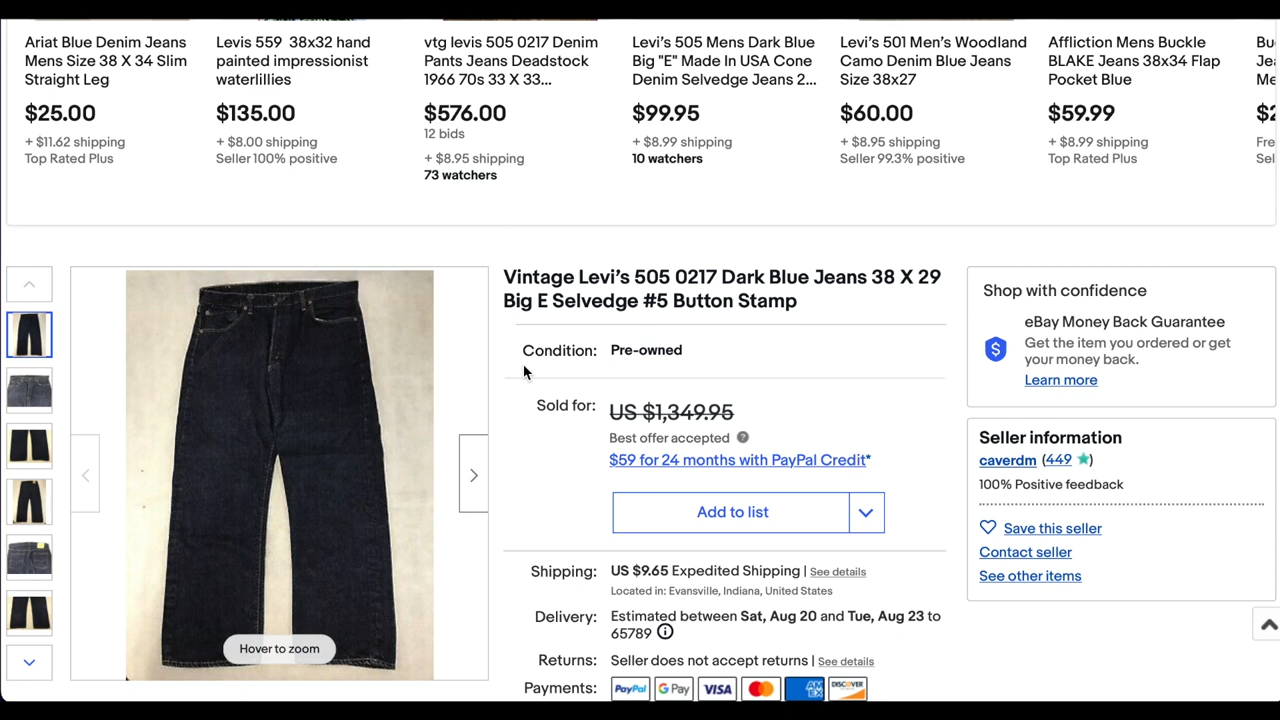 Ariat Blue Denim Jeans
Mens Size 38 X 34 Slim
Straight Leg
$25.00
+ $11.62 shipping
Top Rated Plus
Levis 559 38x32 hand
painted impressionist
waterlillies
$135.00
+ $8.00 shipping
Seller 100% positive
vtg levis 505 0217 Denim
Pants Jeans Deadstock
1966 70s 33 X 33...
$576.00
12 bids
+ $8.95 shipping
73 watchers
Levi's 505 Mens Dark Blue
Big "E" Made In USA Cone
Denim Selvedge Jeans 2...
$99.95
+ $8.99 shipping
10 watchers
Levi's 501 Men's Woodland
Camo Denim Blue Jeans
Size 38x27
$60.00
+ $8.95 shipping
Seller 99.3% positive
Affliction Mens Buckle
BLAKE Jeans 38x34 Flap
Pocket Blue
$59.99
+ $8.99 shipping
Top Rated Plus
Hover to zoom
Vintage Levi's 505 0217 Dark Blue Jeans 38 X 29
Big E Selvedge #5 Button Stamp
Condition: Pre-owned
Sold for: US $1,349.95
Best offer accepted
$59 for 24 months with PayPal Credit*
Add to list
Shipping: US $9.65 Expedited Shipping | See details
Located in: Evansville, Indiana, United States
Delivery: Estimated between Sat, Aug 20 and Tue, Aug 23 to
65789
Returns: Seller does not accept returns | See details
Payments: PayPal G Pay VISA DISCOVER
Shop with confidence
eBay Money Back Guarantee
Get the item you ordered or get
your money back.
Learn more
Seller information
caverdm (449)
100% Positive feedback
Save this seller
Contact seller
See other items